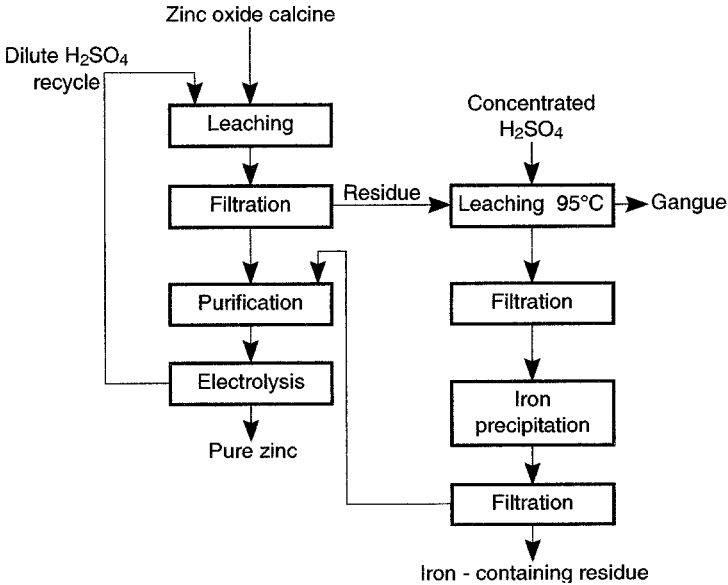 Zinc oxide calcine
Dilute H₂SO₄
recycle
Leaching
Concentrated
H₂SO₄
Filtration
Residue
Leaching 95°C
Gangue
Purification
Filtration
Electrolysis
Iron
precipitation
Pure zinc
Filtration
Iron - containing residue